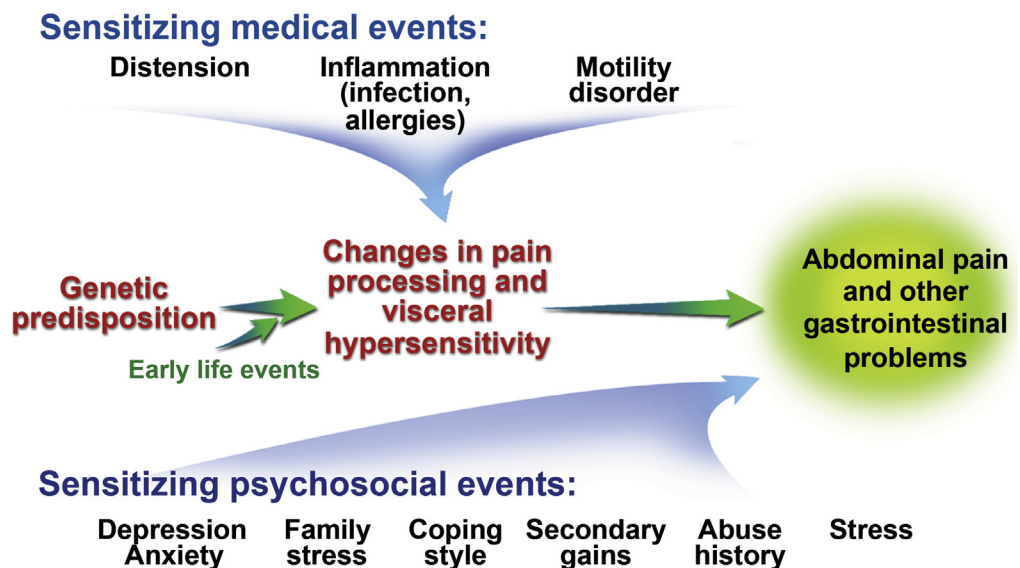 Sensitizing medical events:
Distension
Inflammation
(infection,
allergies)
Motility
disorder
Genetic
predisposition
Early life events
Changes in pain
processing and
visceral
hypersensitivity
Abdominal pain
and other
gastrointestinal
problems
Sensitizing psychosocial events:
Depression
Anxiety
Family
stress
Coping
style
Secondary
gains
Abuse
history
Stress